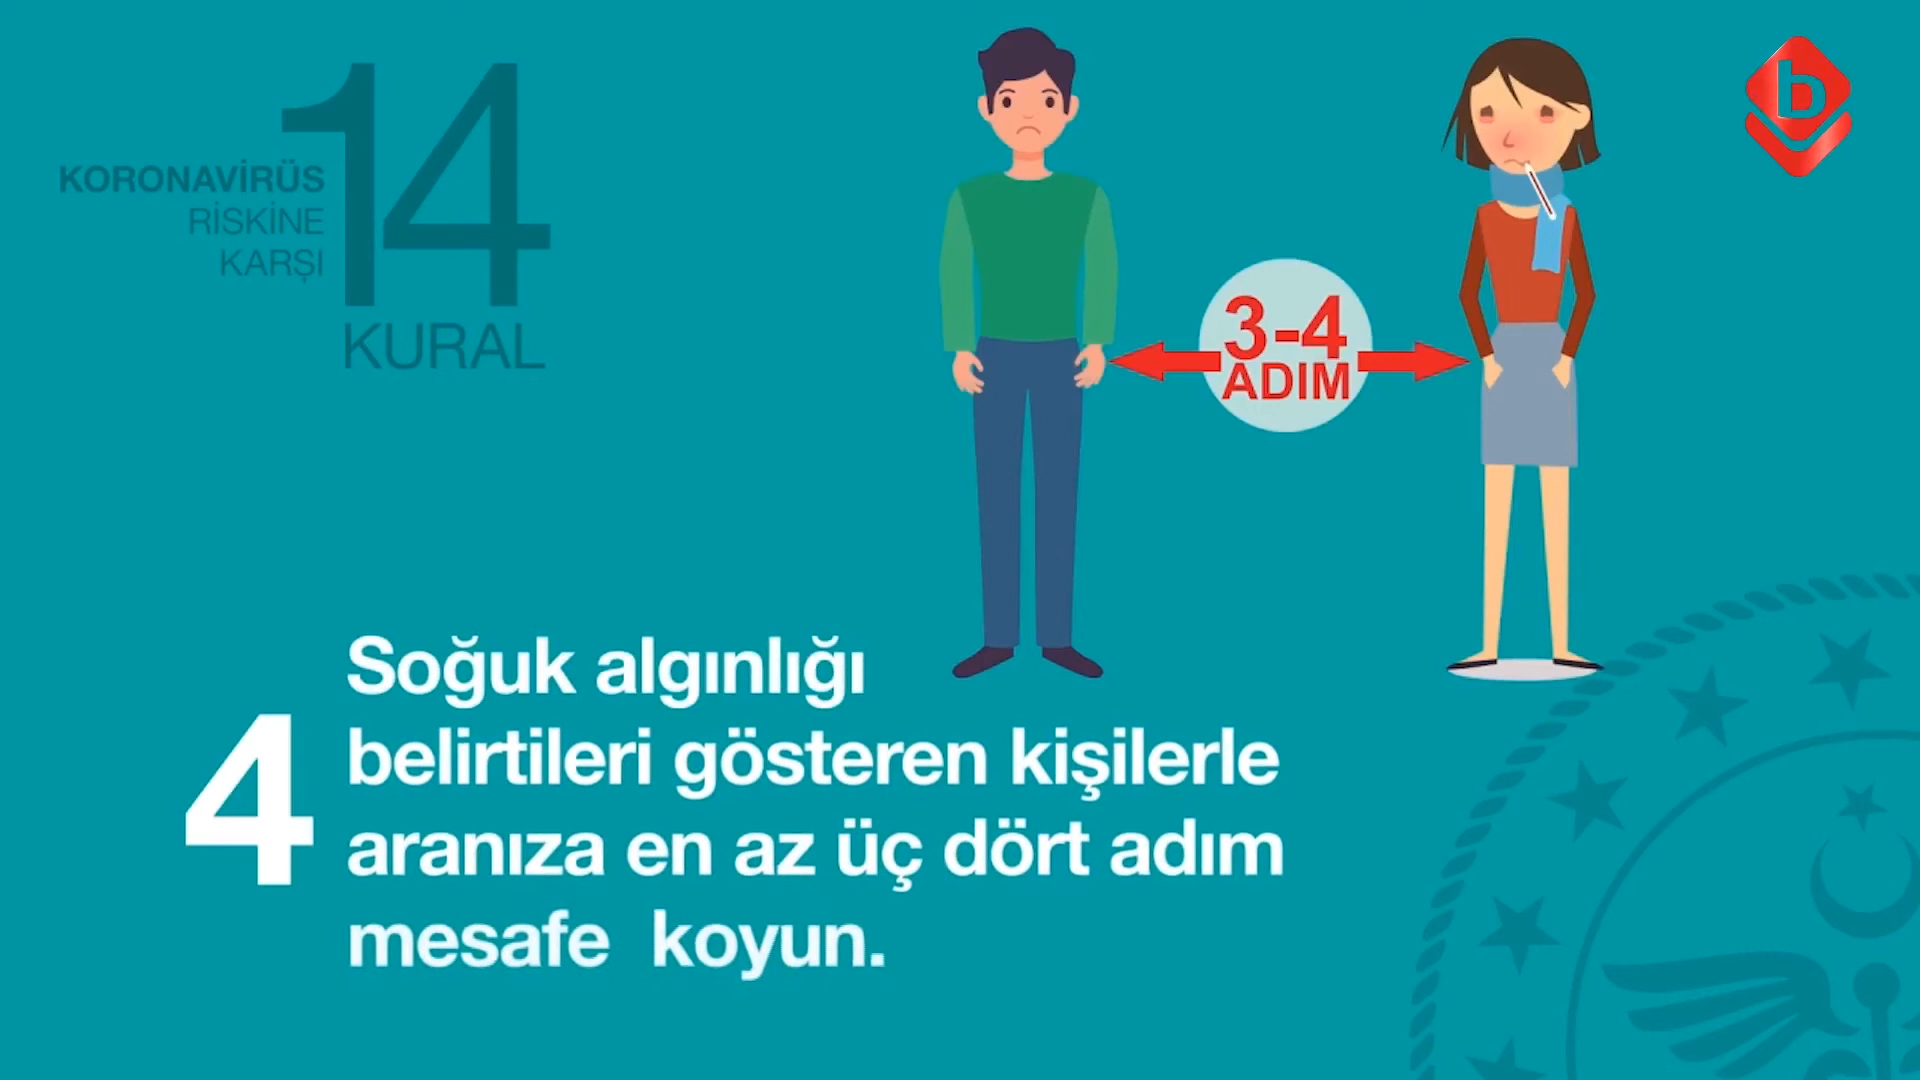 KORONAVİRÜS
RİSKİNE
KARŞI
14
KURAL
b
3-4
ADIM
4
Soğuk algınlığı
belirtileri gösteren kişilerle
aranıza en az üç dört adım
mesafe koyun.